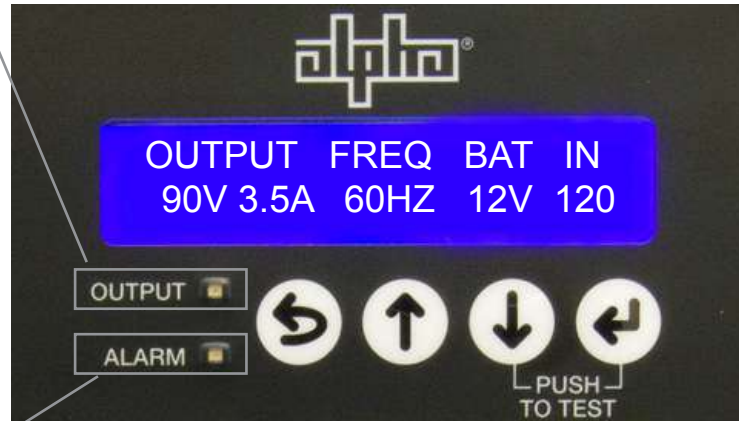 alpha®
OUTPUT FREQ BAT IN
90V 3.5A 60HZ 12V 120
OUTPUT
ALARM
PUSH
TO TEST